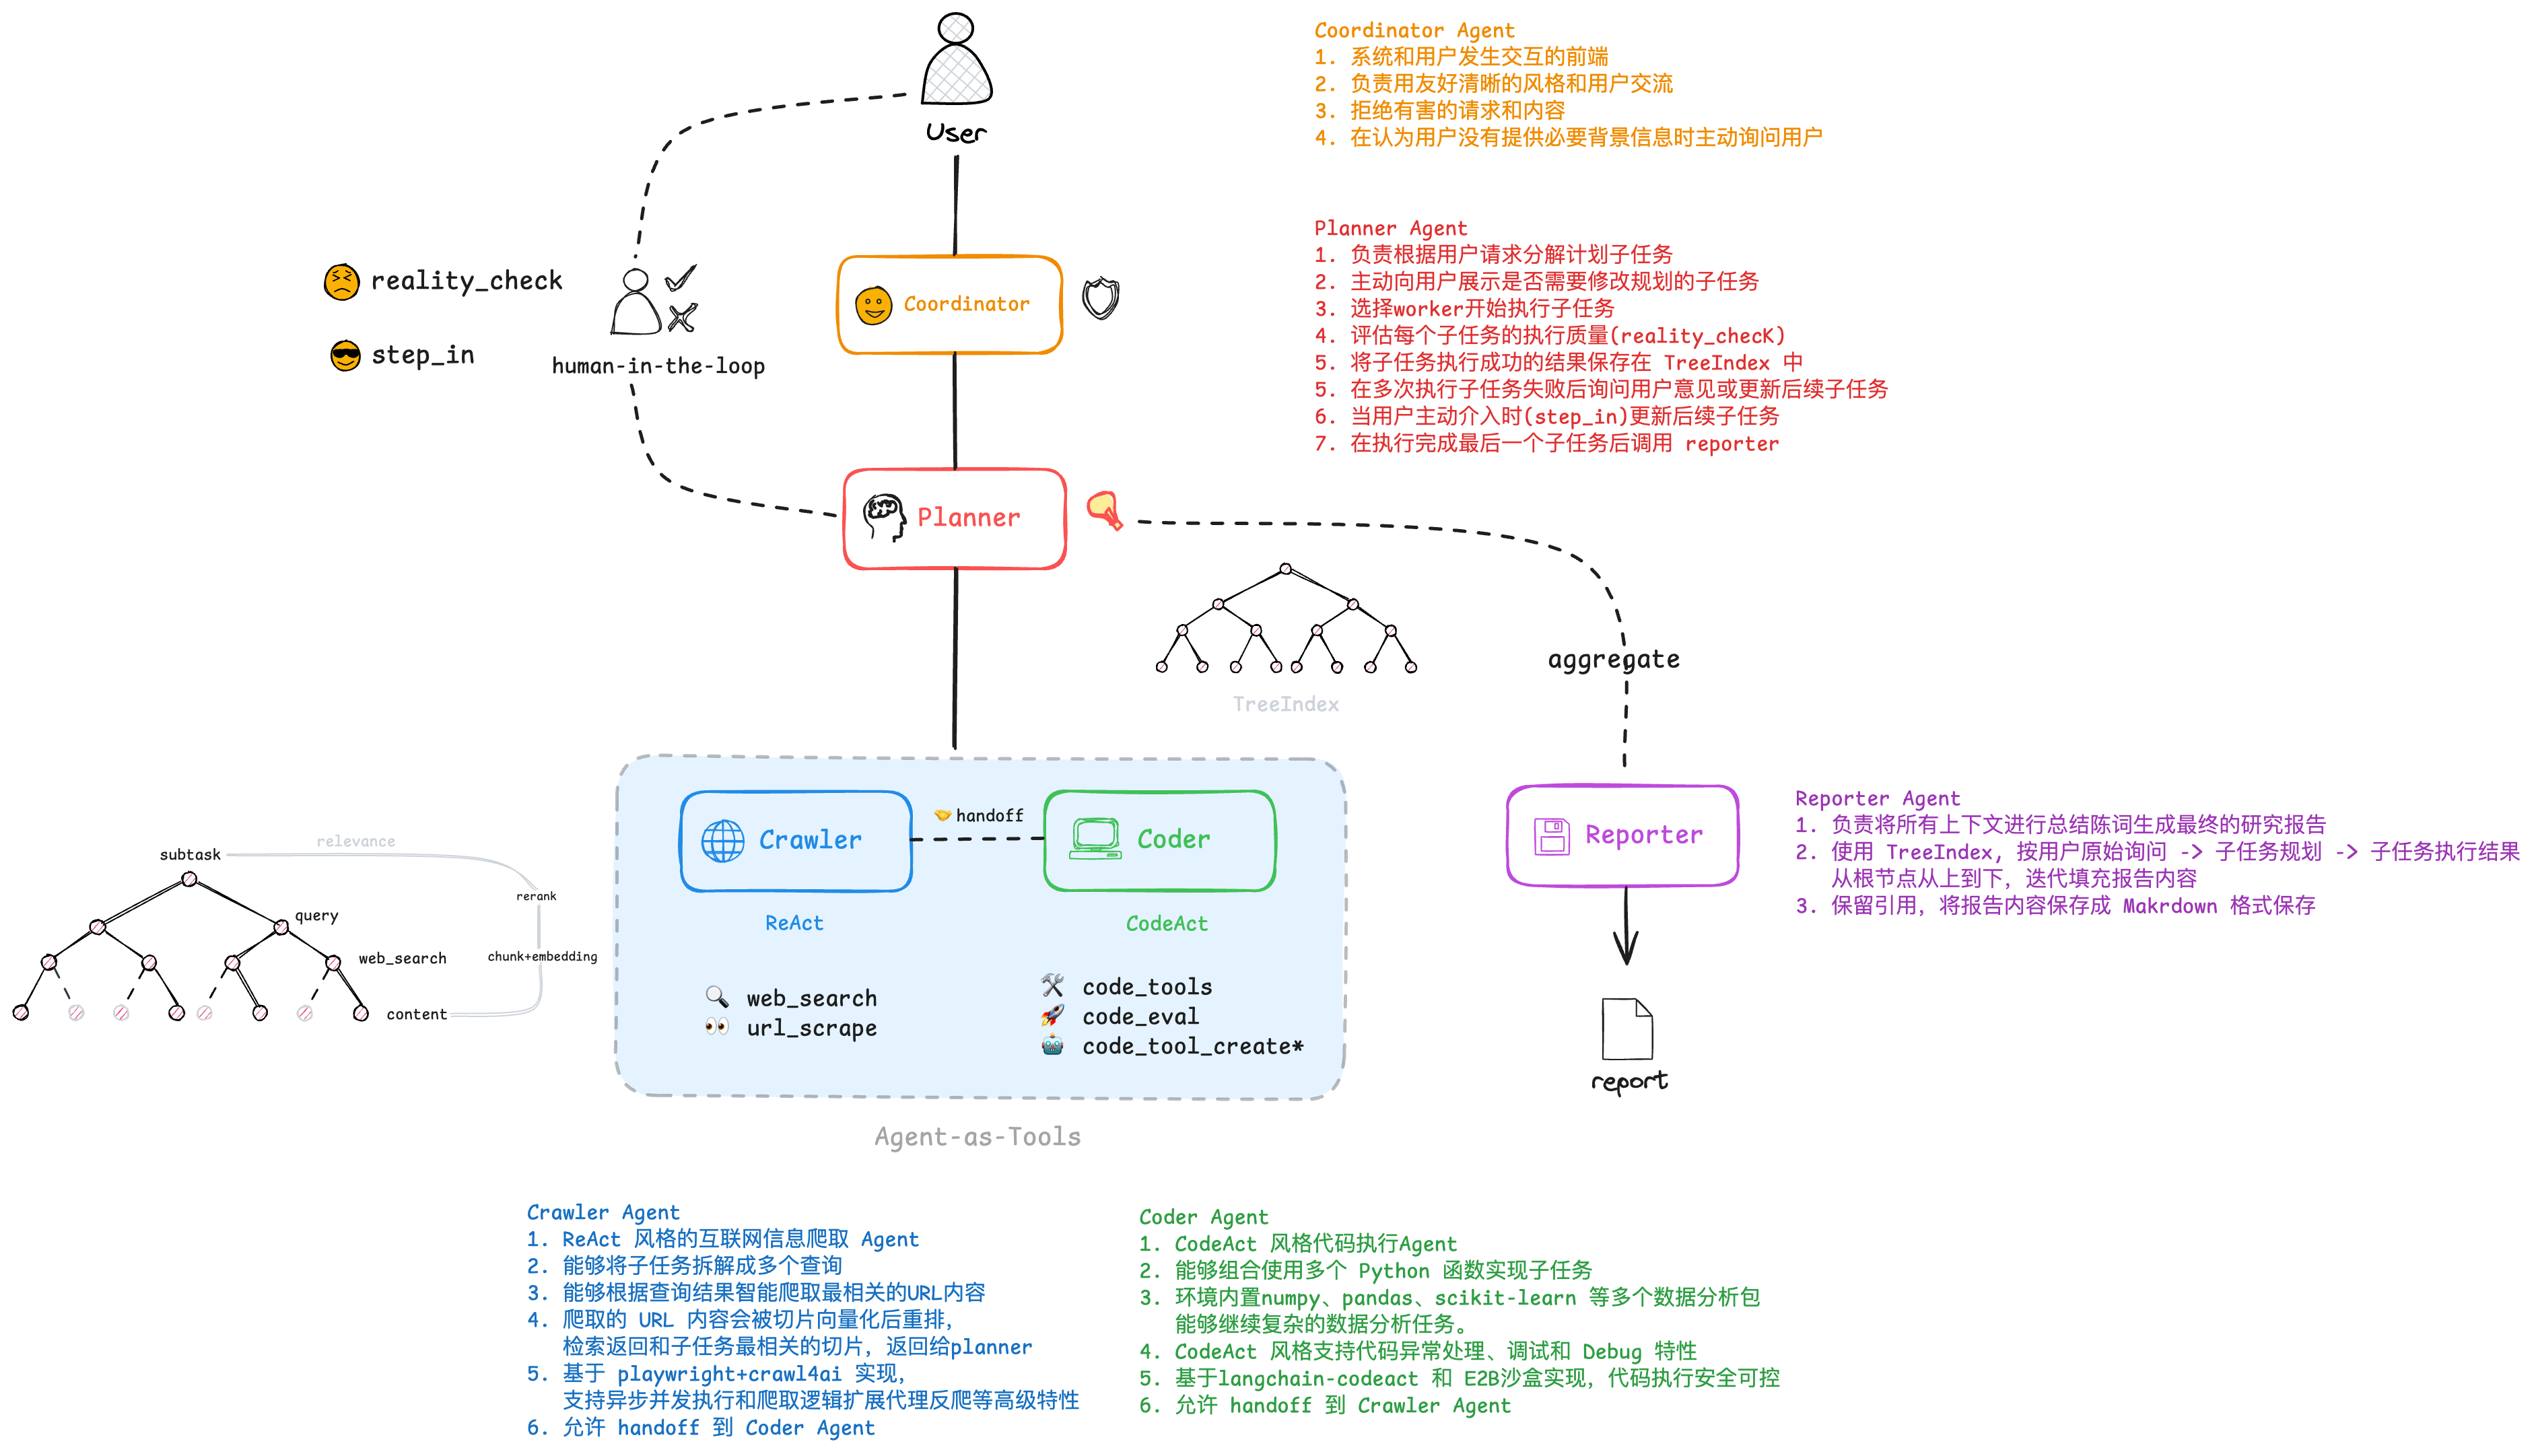 User
Coordinator Agent
1. 系统和用户发生交互的前端
2. 负责用友好清晰的风格和用户交流
3. 拒绝有害的请求和内容
4. 在认为用户没有提供必要背景信息时主动询问用户
reality_check
step_in
human-in-the-loop
Coordinator
Planner Agent
1. 负责根据用户请求分解计划子任务
2. 主动向用户展示是否需要修改规划的子任务
3. 选择worker开始执行子任务
4. 评估每个子任务的执行质量(reality_checK)
5. 将子任务执行成功的结果保存在 TreeIndex 中
5. 在多次执行子任务失败后询问用户意见或更新后续子任务
6. 当用户主动介入时(step_in)更新后续子任务
7. 在执行完成最后一个子任务后调用 reporter
Planner
TreeIndex
aggregate
subtask
relevance
rerank
query
web_search
chunk+embedding
content
Crawler
handoff
Coder
ReAct
CodeAct
web_search
url_scrape
code_tools
code_eval
code_tool_create*
Agent-as-Tools
Reporter
report
Reporter Agent
1. 负责将所有上下文进行总结陈词生成最终的研究报告
2. 使用 TreeIndex, 按用户原始询问 -> 子任务规划 -> 子任务执行结果
从根节点从上到下，迭代填充报告内容
3. 保留引用，将报告内容保存成 Makrdown 格式保存
Crawler Agent
1. ReAct 风格的互联网信息爬取 Agent
2. 能够将子任务拆解成多个查询
3. 能够根据查询结果智能爬取最相关的URL内容
4. 爬取的 URL 内容会被切片向量化后重排，
检索返回和子任务最相关的切片，返回给planner
5. 基于 playwright+crawl4ai 实现，
支持异步并发执行和爬取逻辑扩展代理反爬等高级特性
6. 允许 handoff 到 Coder Agent
Coder Agent
1. CodeAct 风格代码执行Agent
2. 能够组合使用多个 Python 函数实现子任务
3. 环境内置numpy、pandas、scikit-learn 等多个数据分析包
能够继续复杂的数据分析任务。
4. CodeAct 风格支持代码异常处理、调试和 Debug 特性
5. 基于langchain-codeact 和 E2B沙盒实现，代码执行安全可控
6. 允许 handoff 到 Crawler Agent